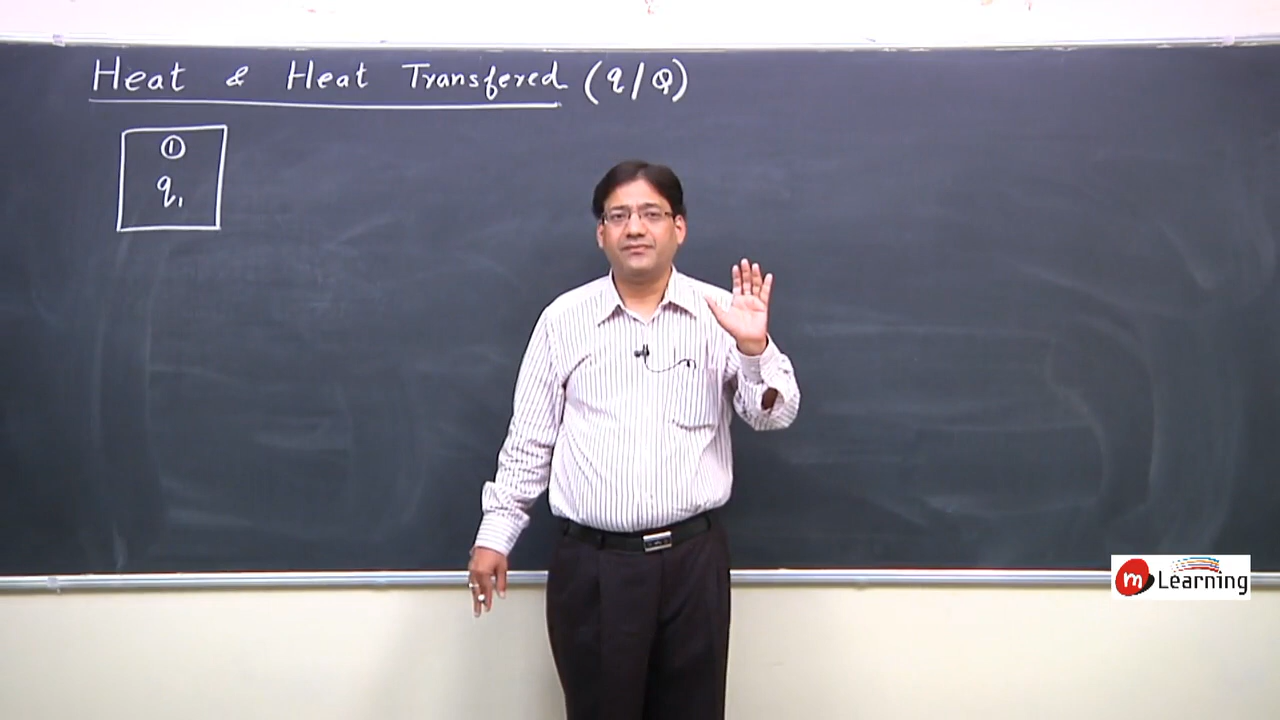 Heat & Heat Transfered (q/Q)
①
q₁
m Learning